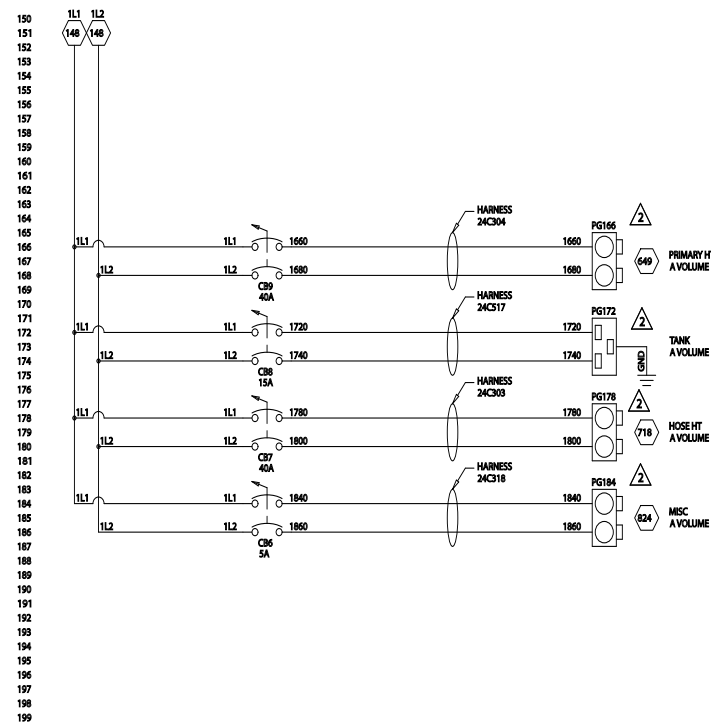 150 1L1 1L2
151 148 148
152
153
154
155
156
157
158
159
160
161
162
163 HARNESS
164 24C304 PG166 2
165
166 1L1 1L1 1660 1660
167 649 PRIMARY HT
168 1L2 1L2 1680 1680 A VOLUME
169 CB9
170 40A HARNESS
171 24C517 PG172 2
172 1L1 1L1 1720 1720
173 TANK
174 1L2 1L2 1740 1740 GND A VOLUME
175 CB8
176 15A HARNESS
177 24C303 PG178 2
178 1L1 1L1 1780 1780
179 718 HOSE HT
180 1L2 1L2 1800 1800 A VOLUME
181 CB7
182 40A HARNESS
183 24C318 PG184 2
184 1L1 1L1 1840 1840
185 824 MISC
186 1L2 1L2 1860 1860 A VOLUME
187 CB6
188 5A
189
190
191
192
193
194
195
196
197
198
199